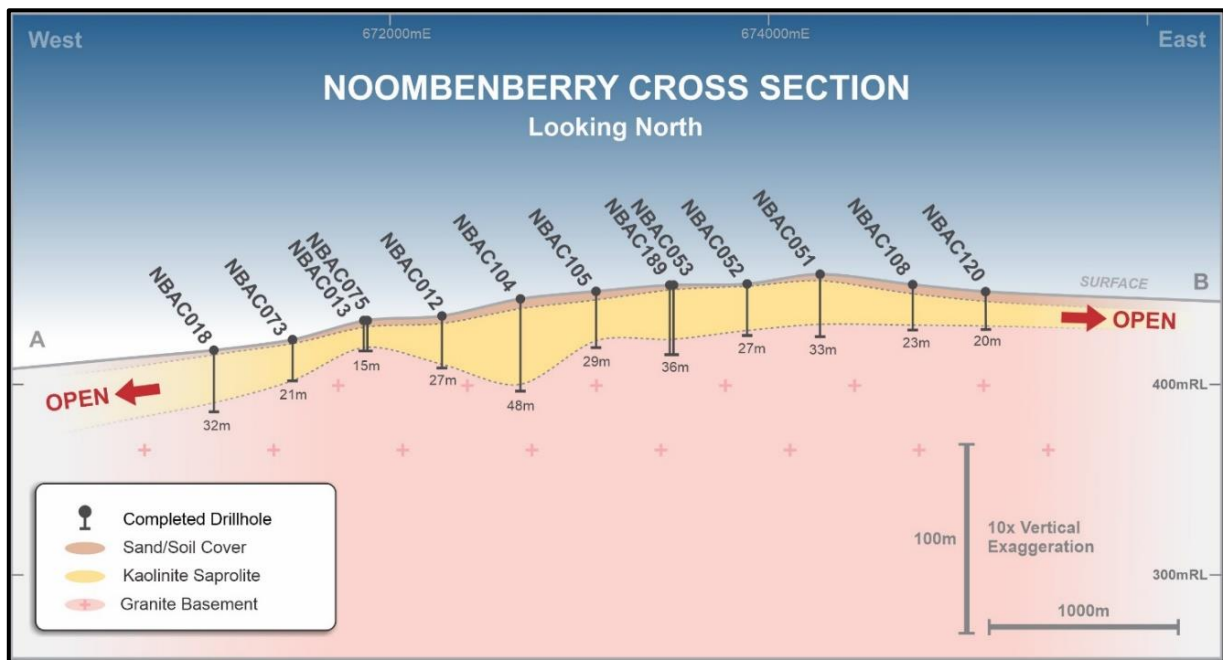 West
672000mE
674000mE
East
NOOMBENBERRY CROSS SECTION
Looking North
NBAC018
NBAC073
NBAC013
NBAC075
NBAC012
NBAC104
NBAC105
NBAC189
NBAC053
NBAC052
NBAC051
NBAC108
NBAC120
SURFACE
B
A
OPEN
OPEN
32m
21m
15m
27m
48m
29m
36m
27m
33m
23m
20m
400mRL
Completed Drillhole
Sand/Soil Cover
Kaolinite Saprolite
Granite Basement
100m
10x Vertical
Exaggeration
300mRL
1000m